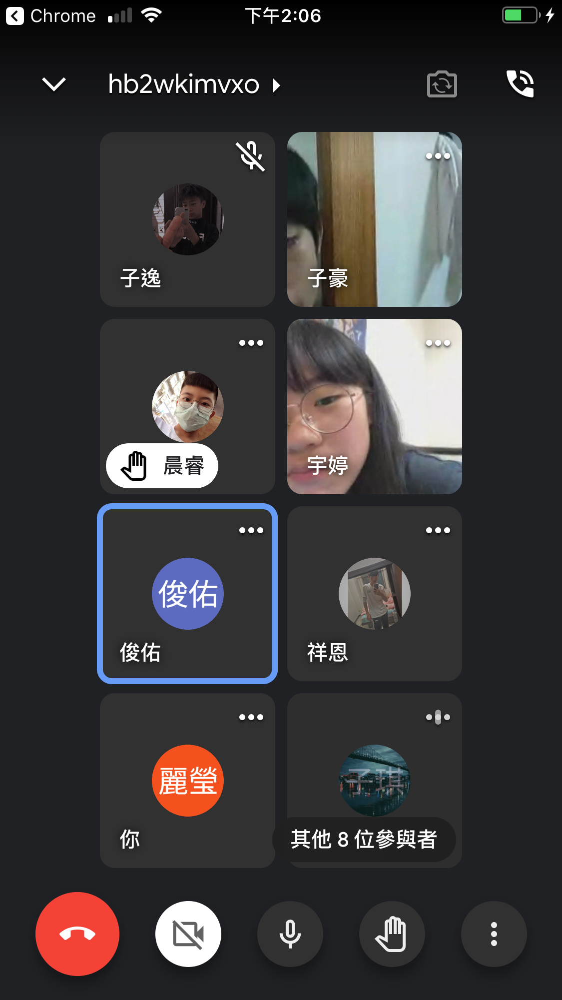 Chrome
下午2:06
hb2wkimvxo
子逸
子豪
晨睿
宇婷
俊佑
俊佑
祥恩
麗瑩
子琪
你
其他 8 位參與者